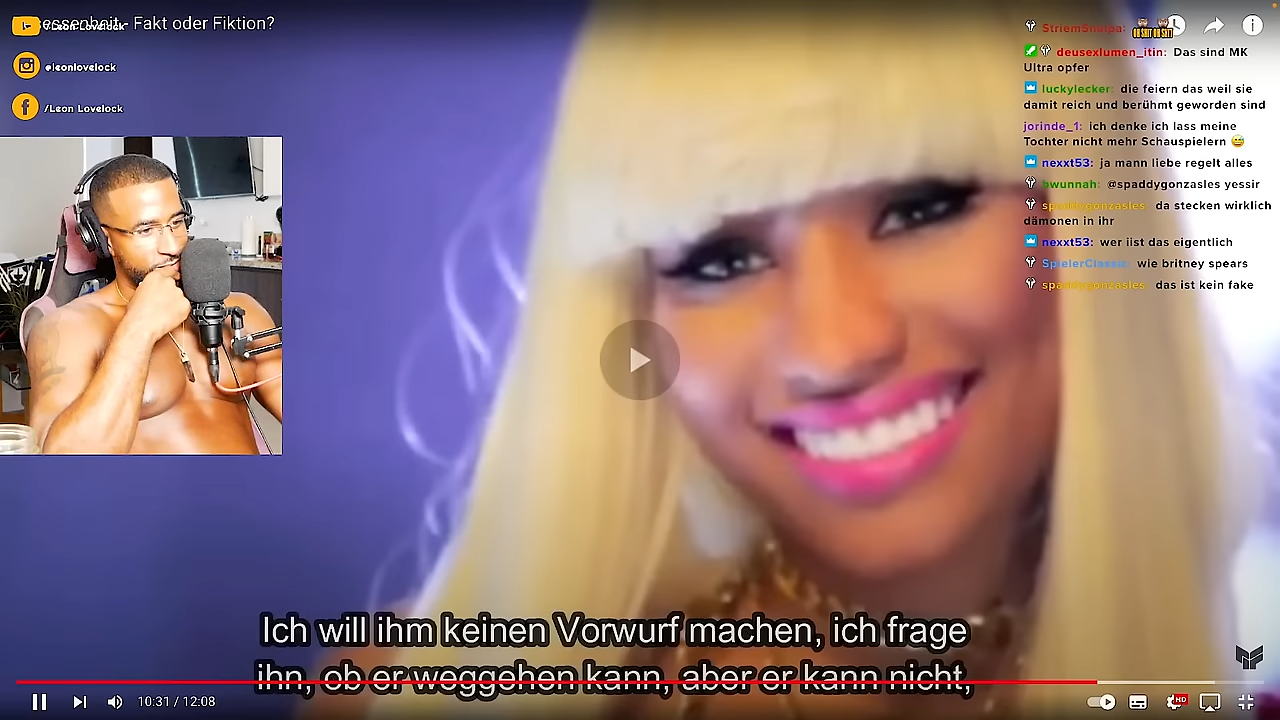 - Fakt oder Fiktion?
/Leon Lovelock
@leonlovelock
/Leon Lovelock
StriemSnuipa:
deusexlumen_itin: Das sind MK
Ultra opfer
luckylecker: die feiern das weil sie
damit reich und berühmt geworden sind
jorinde_1: ich denke ich lass meine
Tochter nicht mehr Schauspielern 😅
nexxt53: ja mann liebe regelt alles
bwunnah: @spaddygonzasles yessir
spaddygonzasles: da stecken wirklich
dämonen in ihr
nexxt53: wer iist das eigentlich
SpielerClassic: wie britney spears
spaddygonzasles: das ist kein fake
Ich will ihm keinen Vorwurf machen, ich frage
ihn, ob er weggehen kann, aber er kann nicht,
10:31 / 12:08
HD